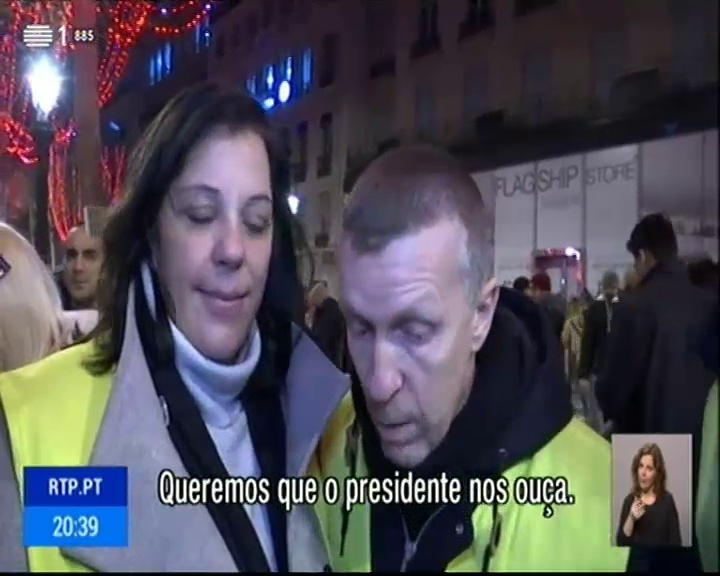 1 885
FLAGSHIP STORE
Queremos que o presidente nos ouça.
RTP.PT
20:39